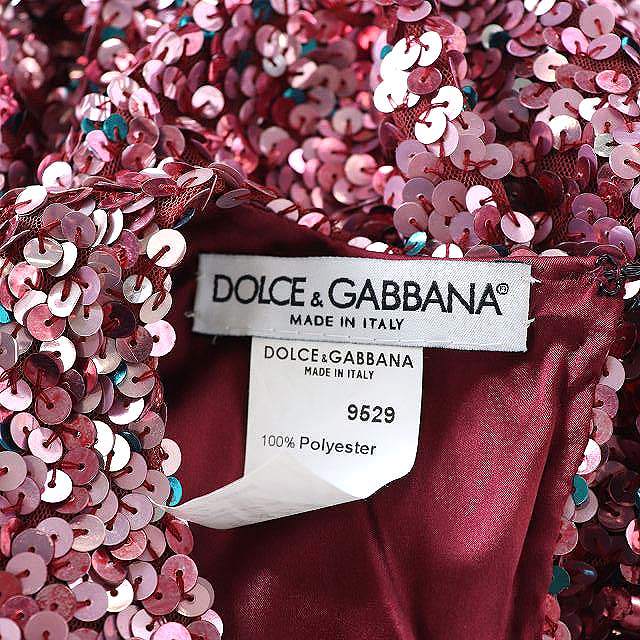 DOLCE & GABBANA®
MADE IN ITALY
DOLCE & GABBANA
MADE IN ITALY
9529
100% Polyester